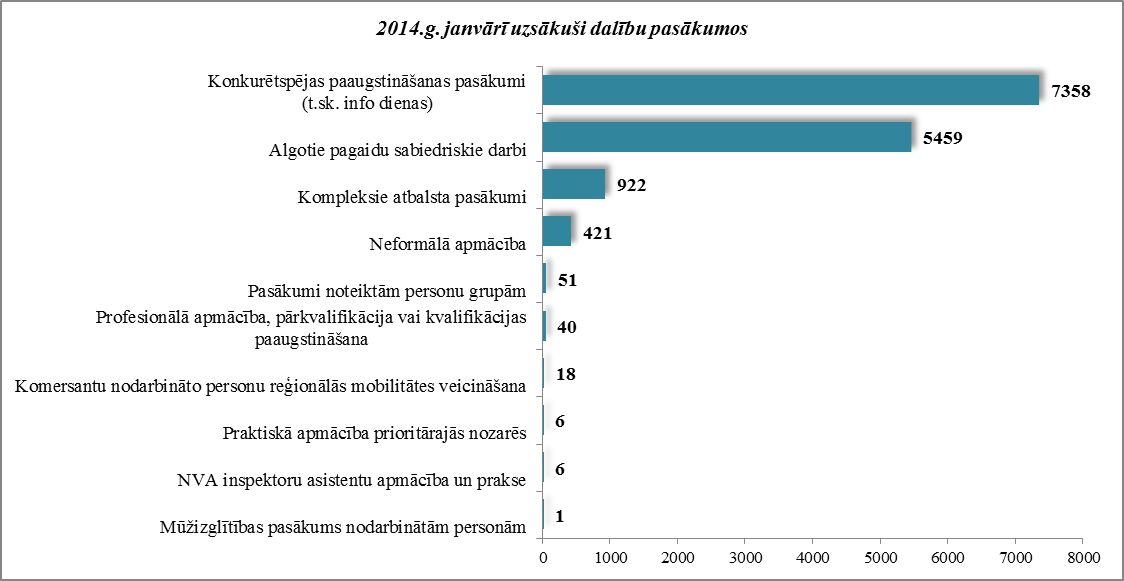 2014.g. janvārī uzsākuši dalību pasākumos
Konkurētspējas paaugstināšanas pasākumi
(t.sk. info dienas)
7358
Algotie pagaidu sabiedriskie darbi
5459
Kompleksie atbalsta pasākumi
922
Neformālā apmācība
421
Pasākumi noteiktām personu grupām
51
Profesionālā apmācība, pārkvalifikācija vai kvalifikācijas
paaugstināšana
40
Komersantu nodarbināto personu reģionālās mobilitātes veicināšana
18
Praktiskā apmācība prioritārajās nozarēs
6
NVA inspektoru asistentu apmācība un prakse
6
Mūžizglītības pasākums nodarbinātām personām
1
0 1000 2000 3000 4000 5000 6000 7000 8000